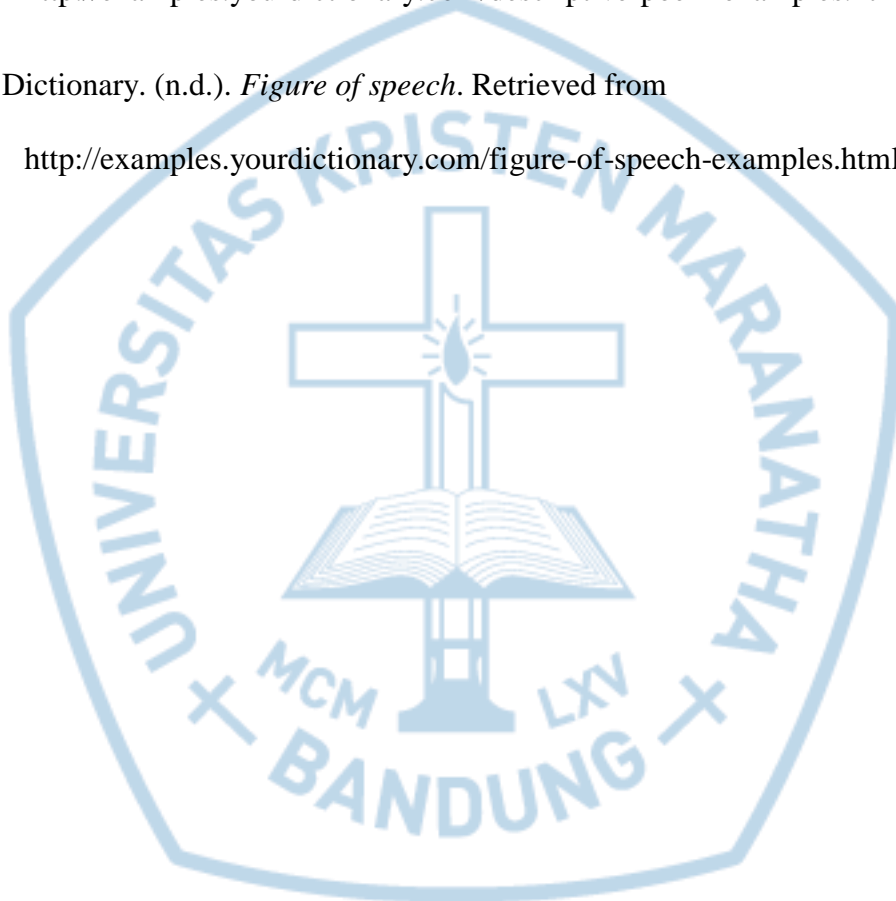 Dictionary. (n.d.). Figure of speech. Retrieved from
http://examples.yourdictionary.com/figure-of-speech-examples.html
UNIVERSITAS KRISTEN MARANATHA
MCM LXV
BANDUNG